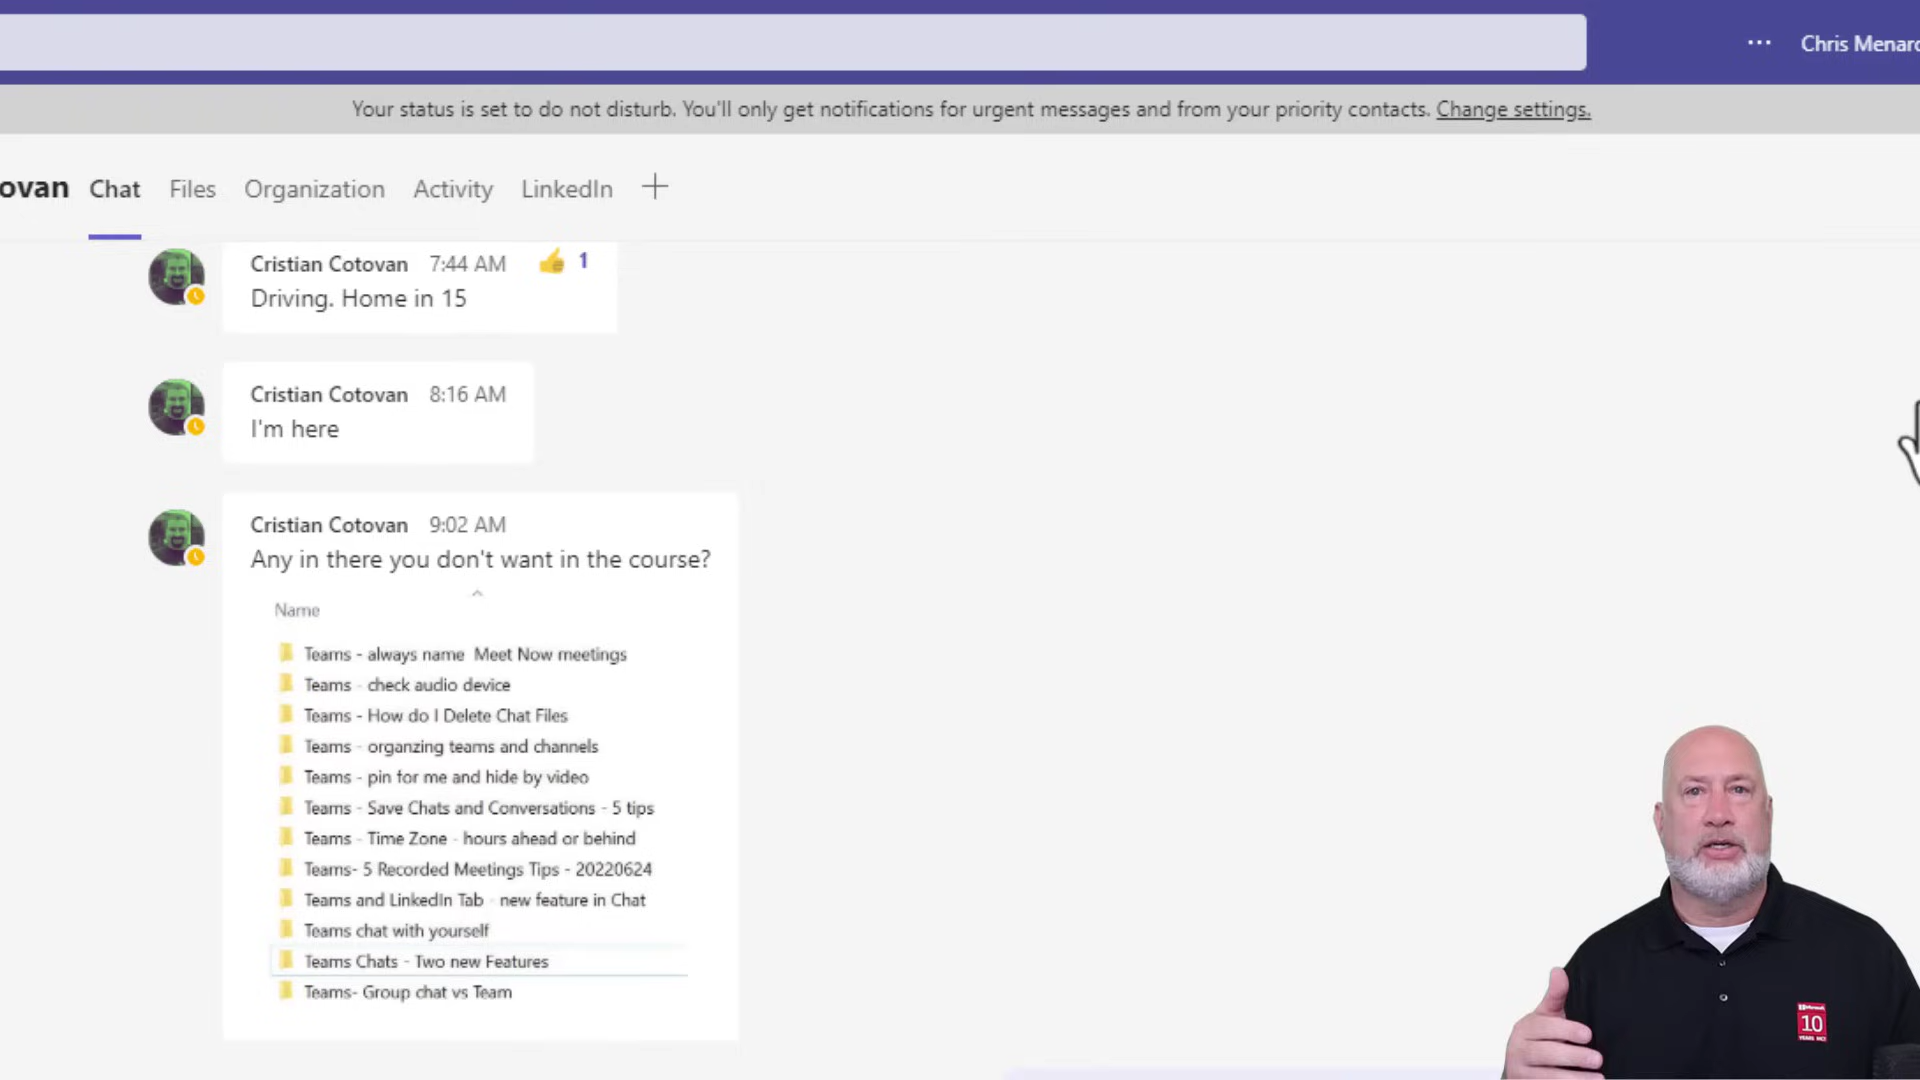 ··· Chris Menard
Your status is set to do not disturb. You'll only get notifications for urgent messages and from your priority contacts. Change settings.
ovan Chat Files Organization Activity LinkedIn +
Cristian Cotovan 7:44 AM 👍 1
Driving. Home in 15
Cristian Cotovan 8:16 AM
I'm here
Cristian Cotovan 9:02 AM
Any in there you don't want in the course?
Name
Teams - always name Meet Now meetings
Teams - check audio device
Teams - How do I Delete Chat Files
Teams - organzing teams and channels
Teams - pin for me and hide by video
Teams - Save Chats and Conversations - 5 tips
Teams - Time Zone - hours ahead or behind
Teams- 5 Recorded Meetings Tips - 20220624
Teams and LinkedIn Tab - new feature in Chat
Teams chat with yourself
Teams Chats - Two new Features
Teams- Group chat vs Team
Microsoft
10
YEARS MCT